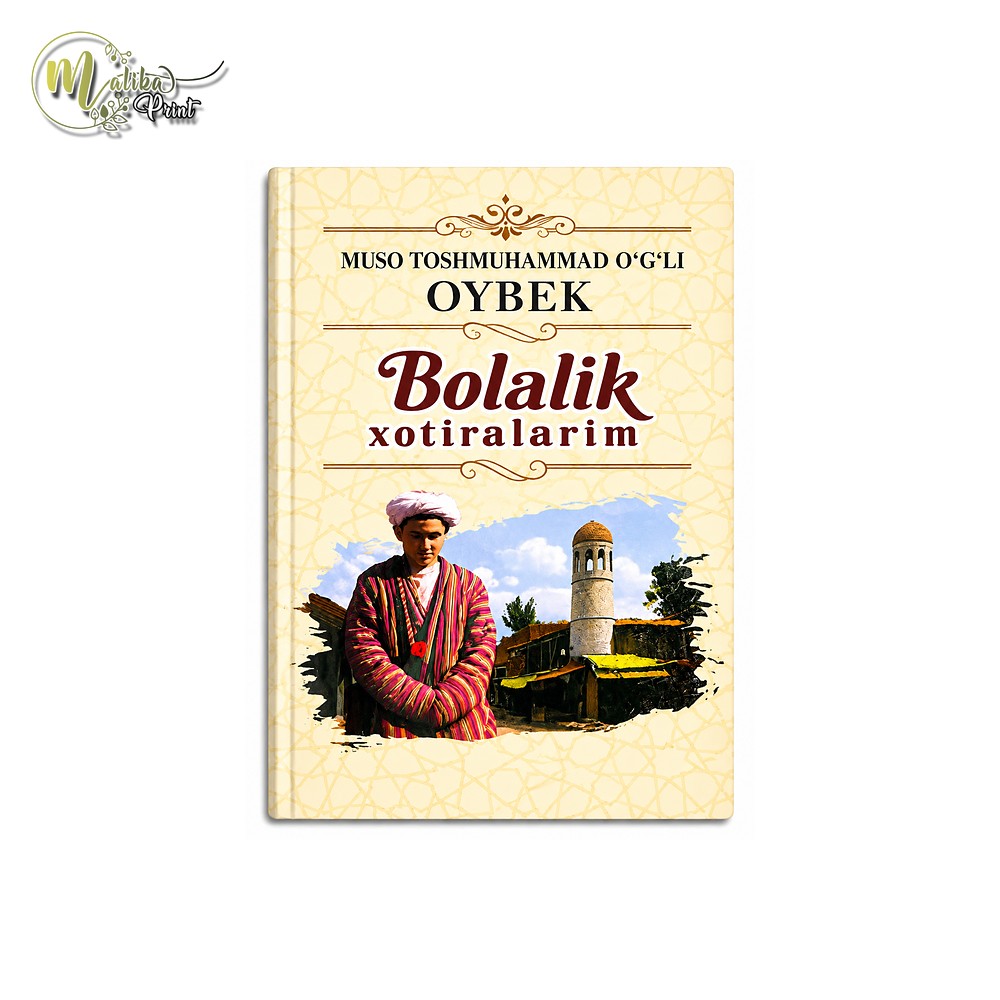 Malika
Print
MUSO TOSHMUHAMMAD O‘G‘LI
OYBEK
Bolalik
xotiralarim